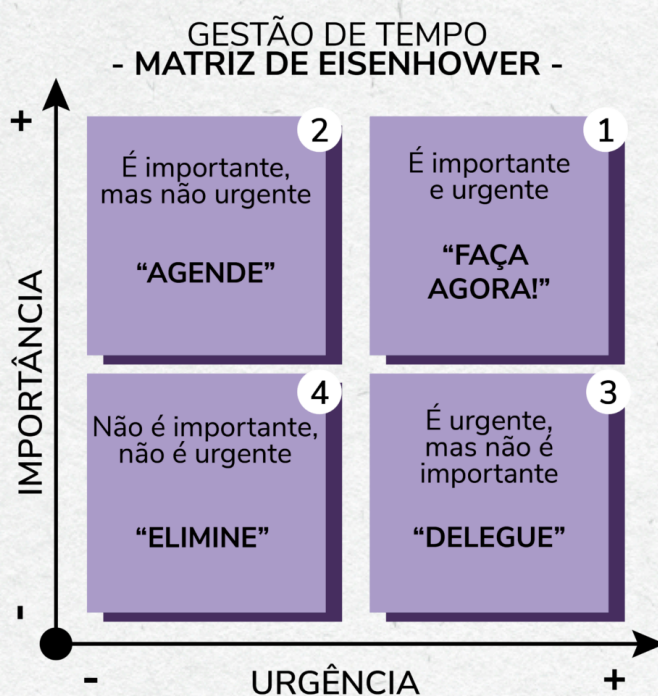 GESTÃO DE TEMPO
- MATRIZ DE EISENHOWER -
+
2
É importante,
mas não urgente
“AGENDE”
1
É importante
e urgente
“FAÇA
AGORA!”
IMPORTÂNCIA
4
Não é importante,
não é urgente
“ELIMINE”
3
É urgente,
mas não é
importante
“DELEGUE”
-
-
URGÊNCIA
+